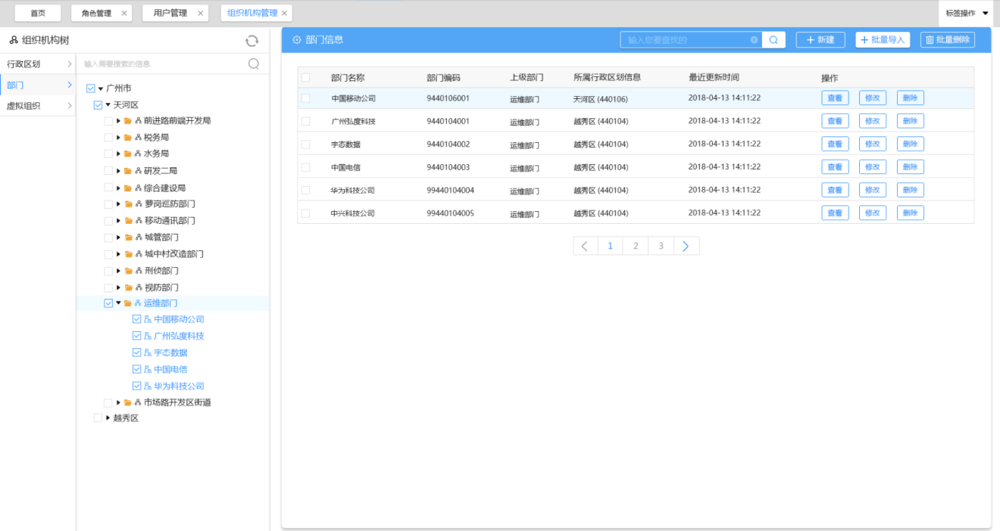 首页 角色管理 用户管理 组织机构管理 标签操作
组织机构树
行政区划
部门
虚拟组织
输入需要搜索的信息
广州市
天河区
前进路前端开发局
税务局
水务局
研发二局
综合建设局
萝岗巡防部门
移动通讯部门
城管部门
城中村改造部门
刑侦部门
视防部门
运维部门
中国移动公司
广州弘度科技
宇态数据
中国电信
华为科技公司
市场路开发区街道
越秀区
部门信息 输入您要查找的 新建 批量导入 批量删除
部门名称 部门编码 上级部门 所属行政区划信息 最近更新时间 操作
中国移动公司 9440106001 运维部门 天河区 (440106) 2018-04-13 14:11:22 查看 修改 删除
广州弘度科技 9440104001 运维部门 越秀区 (440104) 2018-04-13 14:11:22 查看 修改 删除
宇态数据 9440104002 运维部门 越秀区 (440104) 2018-04-13 14:11:22 查看 修改 删除
中国电信 9440104003 运维部门 越秀区 (440104) 2018-04-13 14:11:22 查看 修改 删除
华为科技公司 99440104004 运维部门 越秀区 (440104) 2018-04-13 14:11:22 查看 修改 删除
中兴科技公司 99440104005 运维部门 越秀区 (440104) 2018-04-13 14:11:22 查看 修改 删除
1 2 3